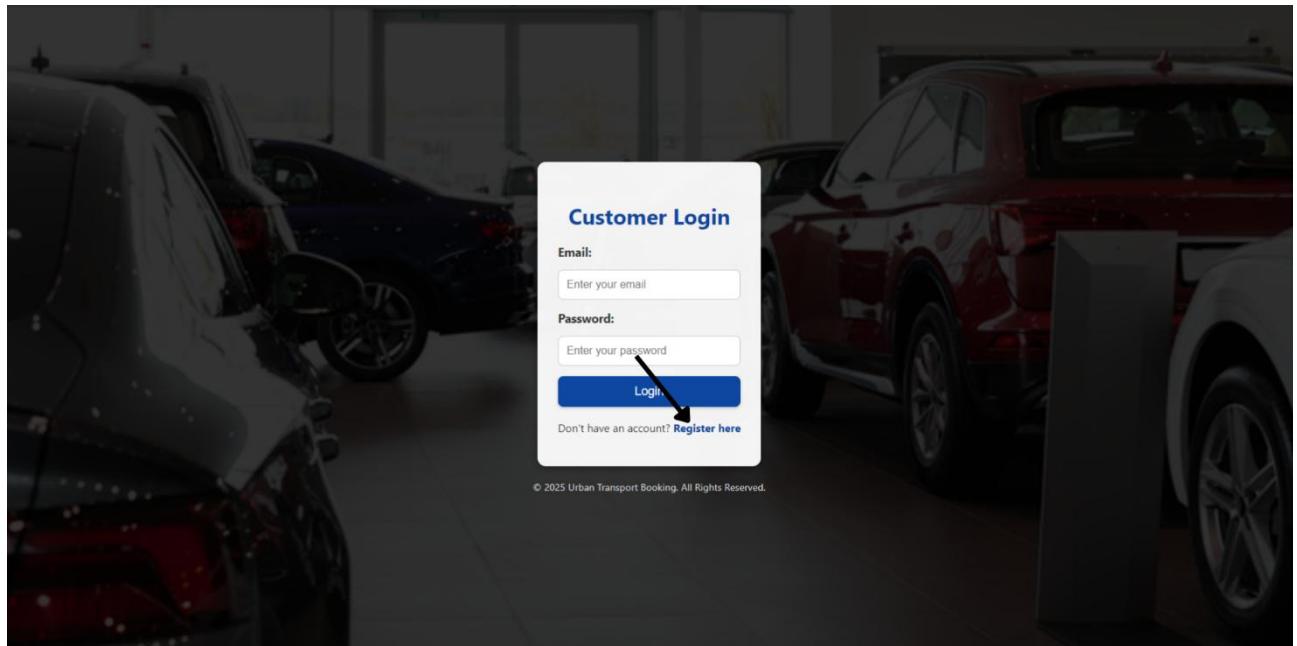 Customer Login
Email:
Enter your email
Password:
Enter your password
Login
Don't have an account? Register here
© 2025 Urban Transport Booking. All Rights Reserved.